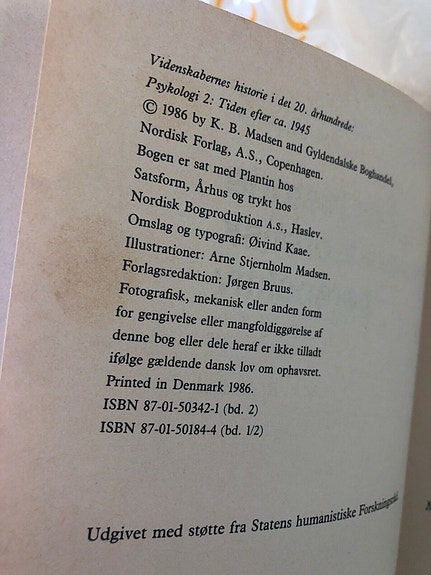 Videnskabernes historie i det 20. århundrede:
Psykologi 2: Tiden efter ca. 1945
© 1986 by K. B. Madsen and Gyldendalske Boghandel,
Nordisk Forlag, A.S., Copenhagen.
Bogen er sat med Plantin hos
Satsform, Århus og trykt hos
Nordisk Bogproduktion A.S., Haslev.
Omslag og typografi: Øivind Kaae.
Illustrationer: Arne Stjernholm Madsen.
Forlagsredaktion: Jørgen Bruus.
Fotografisk, mekanisk eller anden form
for gengivelse eller mangfoldiggørelse af
denne bog eller dele heraf er ikke tilladt
ifølge gældende dansk lov om ophavsret.
Printed in Denmark 1986.
ISBN 87-01-50342-1 (bd. 2)
ISBN 87-01-50184-4 (bd. 1/2)
Udgivet med støtte fra Statens humanistiske